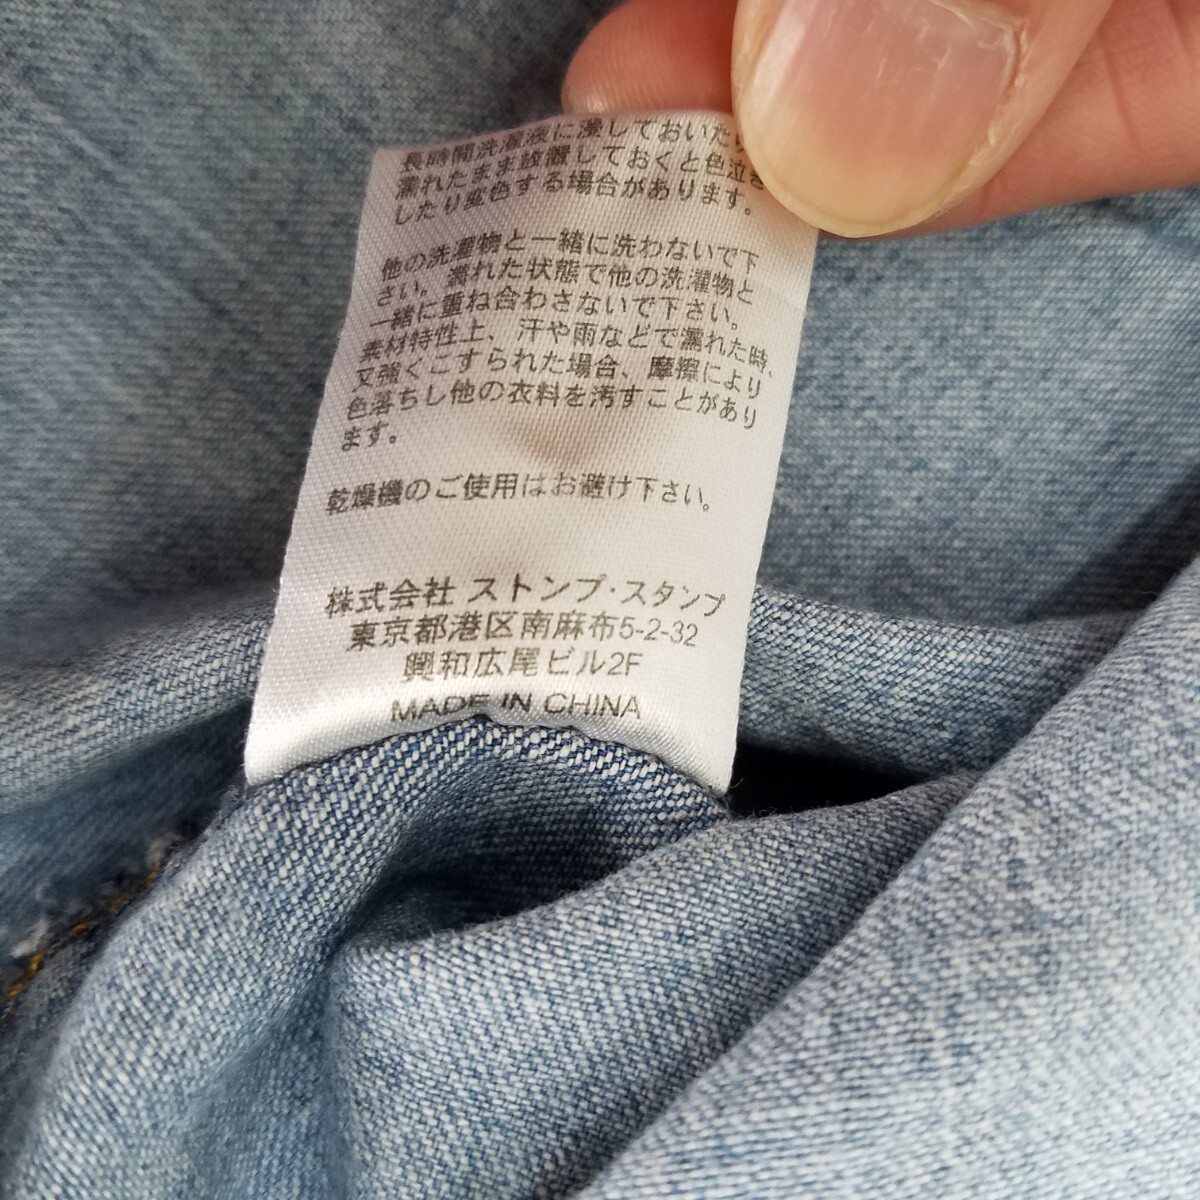 長時間洗濯液に浸しておいたり
濡れたまま放置しておくと色泣き
したり変色する場合があります。
他の洗濯物と一緒に洗わないで下
さい。濡れた状態で他の洗濯物と
一緒に重ね合わさないで下さい。
素材特性上、汗や雨などで濡れた時、
又強くこすられた場合、摩擦により
色落ちし他の衣料を汚すことがあり
ます。
乾燥機のご使用はお避け下さい。
株式会社 ストンプ・スタンプ
東京都港区南麻布5-2-32
興和広尾ビル2F
MADE IN CHINA